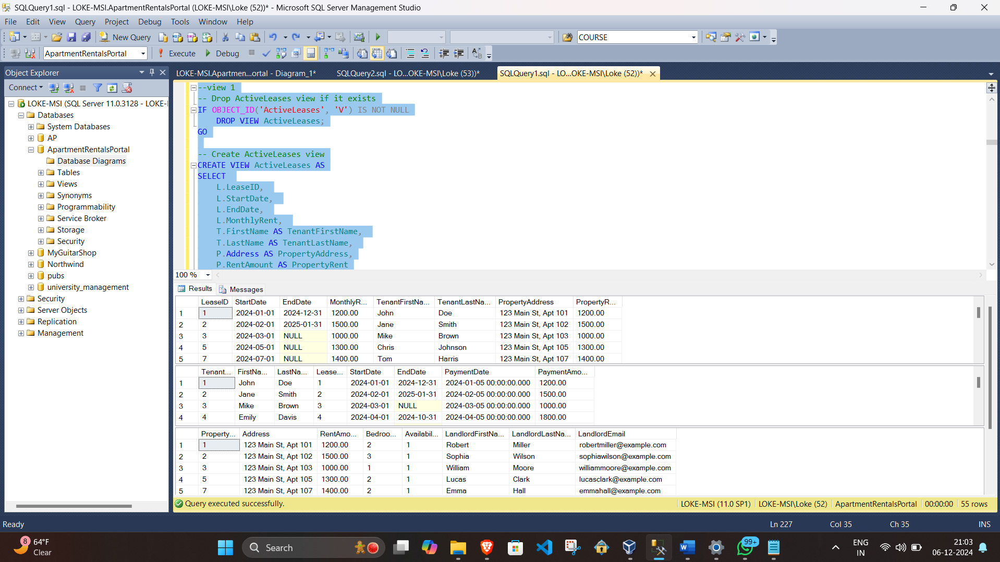 SQLQuery1.sql - LOKE-MSI.ApartmentRentalsPortal (LOKE-MSI\Loke (52))* - Microsoft SQL Server Management Studio
File Edit View Query Project Debug Tools Window Help
New Query COURSE
ApartmentRentalsPortal Execute Debug
Object Explorer
Connect
LOKE-MSI (SQL Server 11.0.3128 - LOKE-I
Databases
System Databases
AP
ApartmentRentalsPortal
Database Diagrams
Tables
Views
Synonyms
Programmability
Service Broker
Storage
Security
MyGuitarShop
Northwind
pubs
university_management
Security
Server Objects
Replication
Management
LOKE-MSI.Apartmen...ortal - Diagram_1* SQLQuery2.sql - LO...OKE-MSI\Loke (53))* SQLQuery1.sql - LO...OKE-MSI\Loke (52))*
--view 1
-- Drop ActiveLeases view if it exists
IF OBJECT_ID('ActiveLeases', 'V') IS NOT NULL
DROP VIEW ActiveLeases;
GO
-- Create ActiveLeases view
CREATE VIEW ActiveLeases AS
SELECT
L.LeaseID,
L.StartDate,
L.EndDate,
L.MonthlyRent,
T.FirstName AS TenantFirstName,
T.LastName AS TenantLastName,
P.Address AS PropertyAddress,
P.RentAmount AS PropertyRent
100 %
Results Messages
LeaseID StartDate EndDate MonthlyR... TenantFirstNa... TenantLastNa... PropertyAddress PropertyR...
1 1 2024-01-01 2024-12-31 1200.00 John Doe 123 Main St, Apt 101 1200.00
2 2 2024-02-01 2025-01-31 1500.00 Jane Smith 123 Main St, Apt 102 1500.00
3 3 2024-03-01 NULL 1000.00 Mike Brown 123 Main St, Apt 103 1000.00
4 5 2024-05-01 NULL 1300.00 Chris Johnson 123 Main St, Apt 105 1300.00
5 7 2024-07-01 NULL 1400.00 Tom Harris 123 Main St, Apt 107 1400.00
Tenant... FirstNa... LastNa... Lease... StartDate EndDate PaymentDate PaymentAmo...
1 1 John Doe 1 2024-01-01 2024-12-31 2024-01-05 00:00:00.000 1200.00
2 2 Jane Smith 2 2024-02-01 2025-01-31 2024-02-05 00:00:00.000 1500.00
3 3 Mike Brown 3 2024-03-01 NULL 2024-03-05 00:00:00.000 1000.00
4 4 Emily Davis 4 2024-04-01 2024-10-31 2024-04-05 00:00:00.000 1800.00
Property... Address RentAmo... Bedroo... Availabil... LandlordFirstNa... LandlordLastNa... LandlordEmail
1 1 123 Main St, Apt 101 1200.00 2 1 Robert Miller robertmiller@example.com
2 2 123 Main St, Apt 102 1500.00 3 1 Sophia Wilson sophiawilson@example.com
3 3 123 Main St, Apt 103 1000.00 1 1 William Moore williammoore@example.com
4 5 123 Main St, Apt 105 1300.00 2 1 Lucas Clark lucasclark@example.com
5 7 123 Main St, Apt 107 1400.00 2 1 Emma Hall emmahall@example.com
Query executed successfully. LOKE-MSI (11.0 SP1) LOKE-MSI\Loke (52) ApartmentRentalsPortal 00:00:00 55 rows
Ready Ln 227 Col 35 Ch 35 INS
8 64°F
Clear
Search
99+
ENG
IN
21:03
06-12-2024